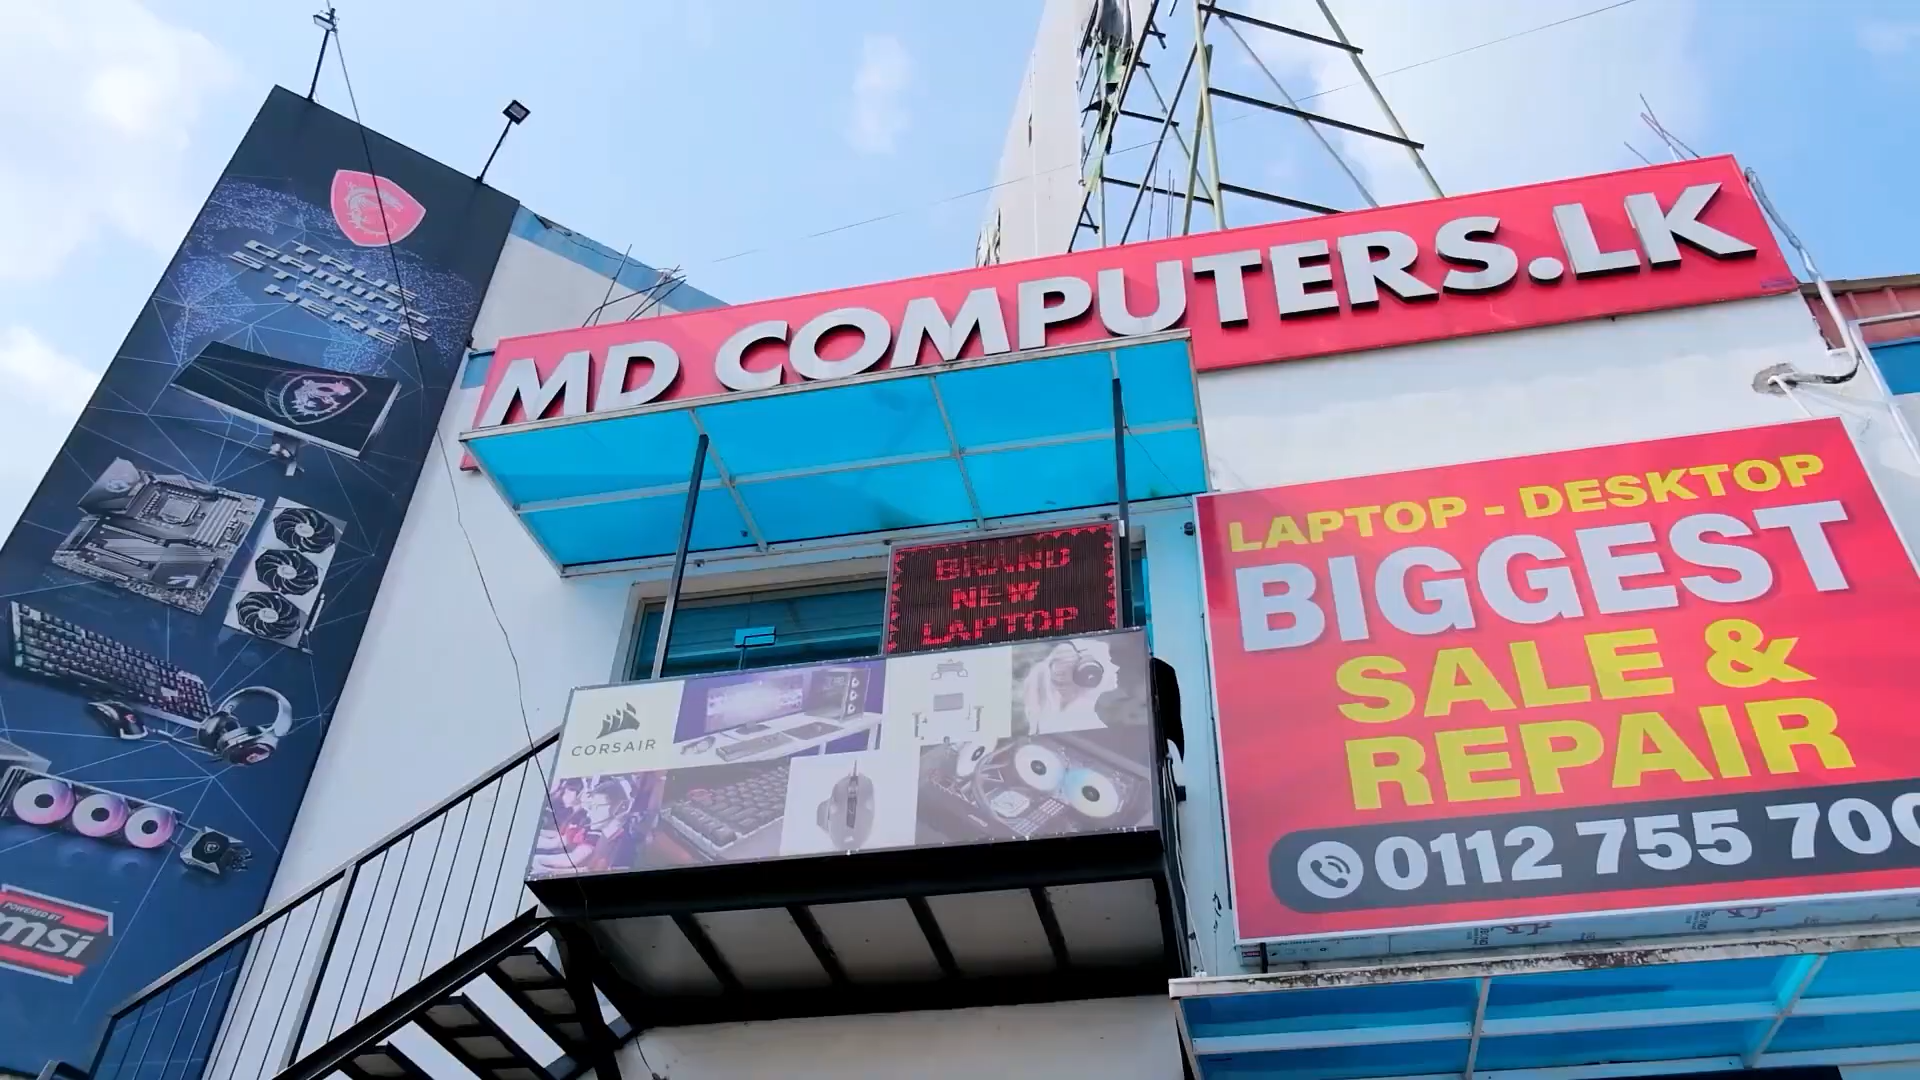 TRUE
GAMING
STARTS
HERE
MD COMPUTERS.LK
BRAND
NEW
LAPTOP
CORSAIR
LAPTOP - DESKTOP
BIGGEST
SALE &
REPAIR
0112 755 700
POWERED BY
msi